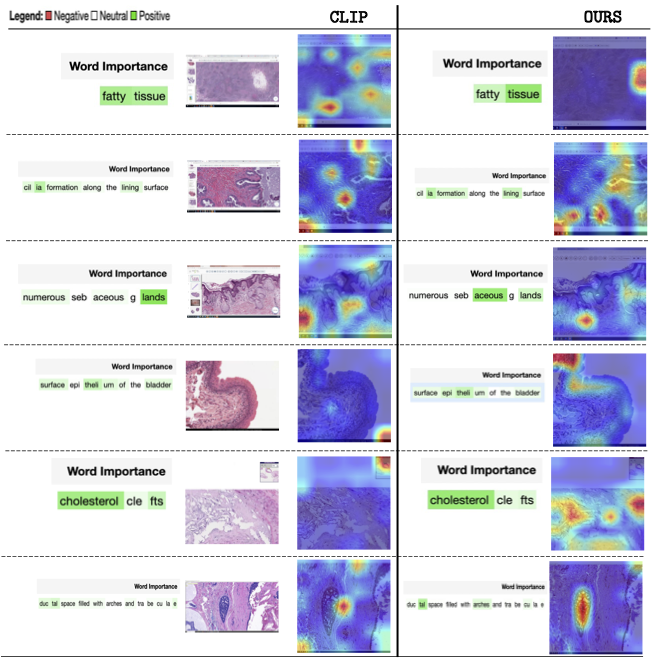 Legend: Negative Neutral Positive
CLIP
OURS
Word Importance
fatty tissue
Word Importance
fatty tissue
Word Importance
cil ia formation along the lining surface
Word Importance
cil ia formation along the lining surface
Word Importance
numerous seb aceous g lands
Word Importance
numerous seb aceous g lands
Word Importance
surface epi theli um of the bladder
Word Importance
surface epi theli um of the bladder
Word Importance
cholesterol cle fts
Word Importance
cholesterol cle fts
Word Importance
duc tal space filled with arches and tra be cu la e
Word Importance
duc tal space filled with arches and tra be cu la e